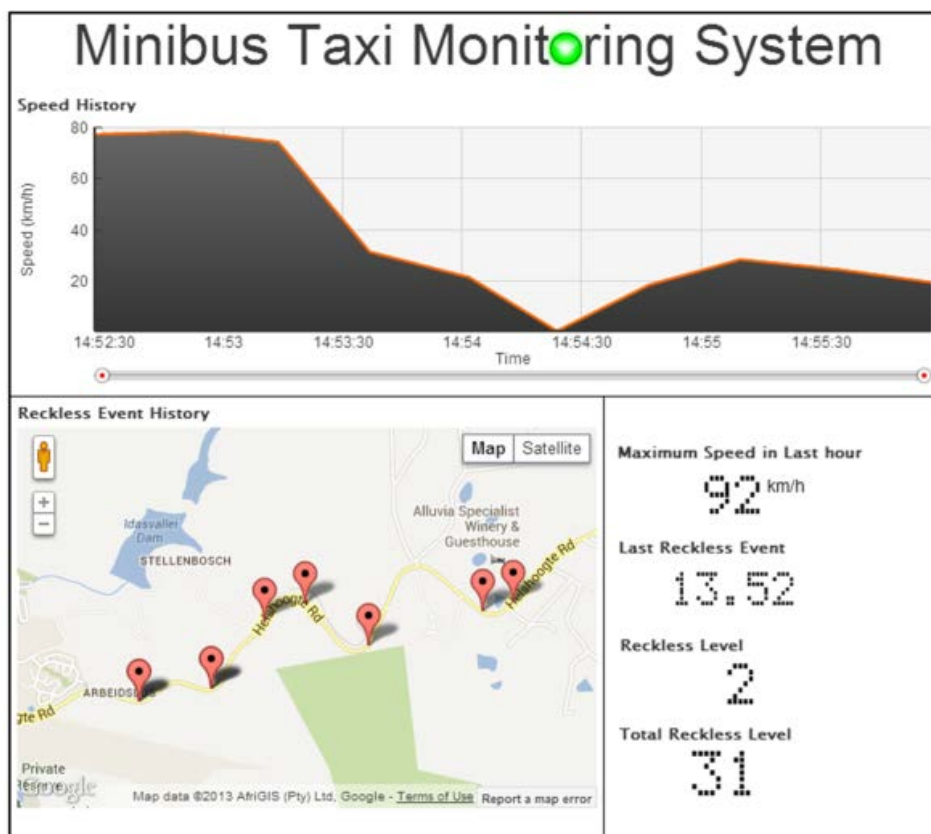 Minibus Taxi Monitoring System
Speed History
80
60
40
20
Speed (km/h)
14:52:30 14:53 14:53:30 14:54 14:54:30 14:55 14:55:30
Time
Reckless Event History
Map Satellite
+
−
Idasvallei
Dam
STELLENBOSCH
Alluvia Specialist
Winery &
Guesthouse
Helshoogte Rd
Helshoogte Rd
ARBEIDSLUS
gte Rd
Private
Google
Map data ©2013 AfriGIS (Pty) Ltd, Google - Terms of Use Report a map error
Maximum Speed in Last hour
92 km/h
Last Reckless Event
13.52
Reckless Level
2
Total Reckless Level
31